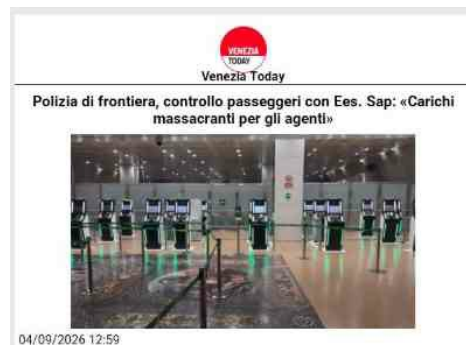 VENEZIA
TODAY
Venezia Today
Polizia di frontiera, controllo passeggeri con Ees. Sap: «Carichi
massacranti per gli agenti»
04/09/2026 12:59